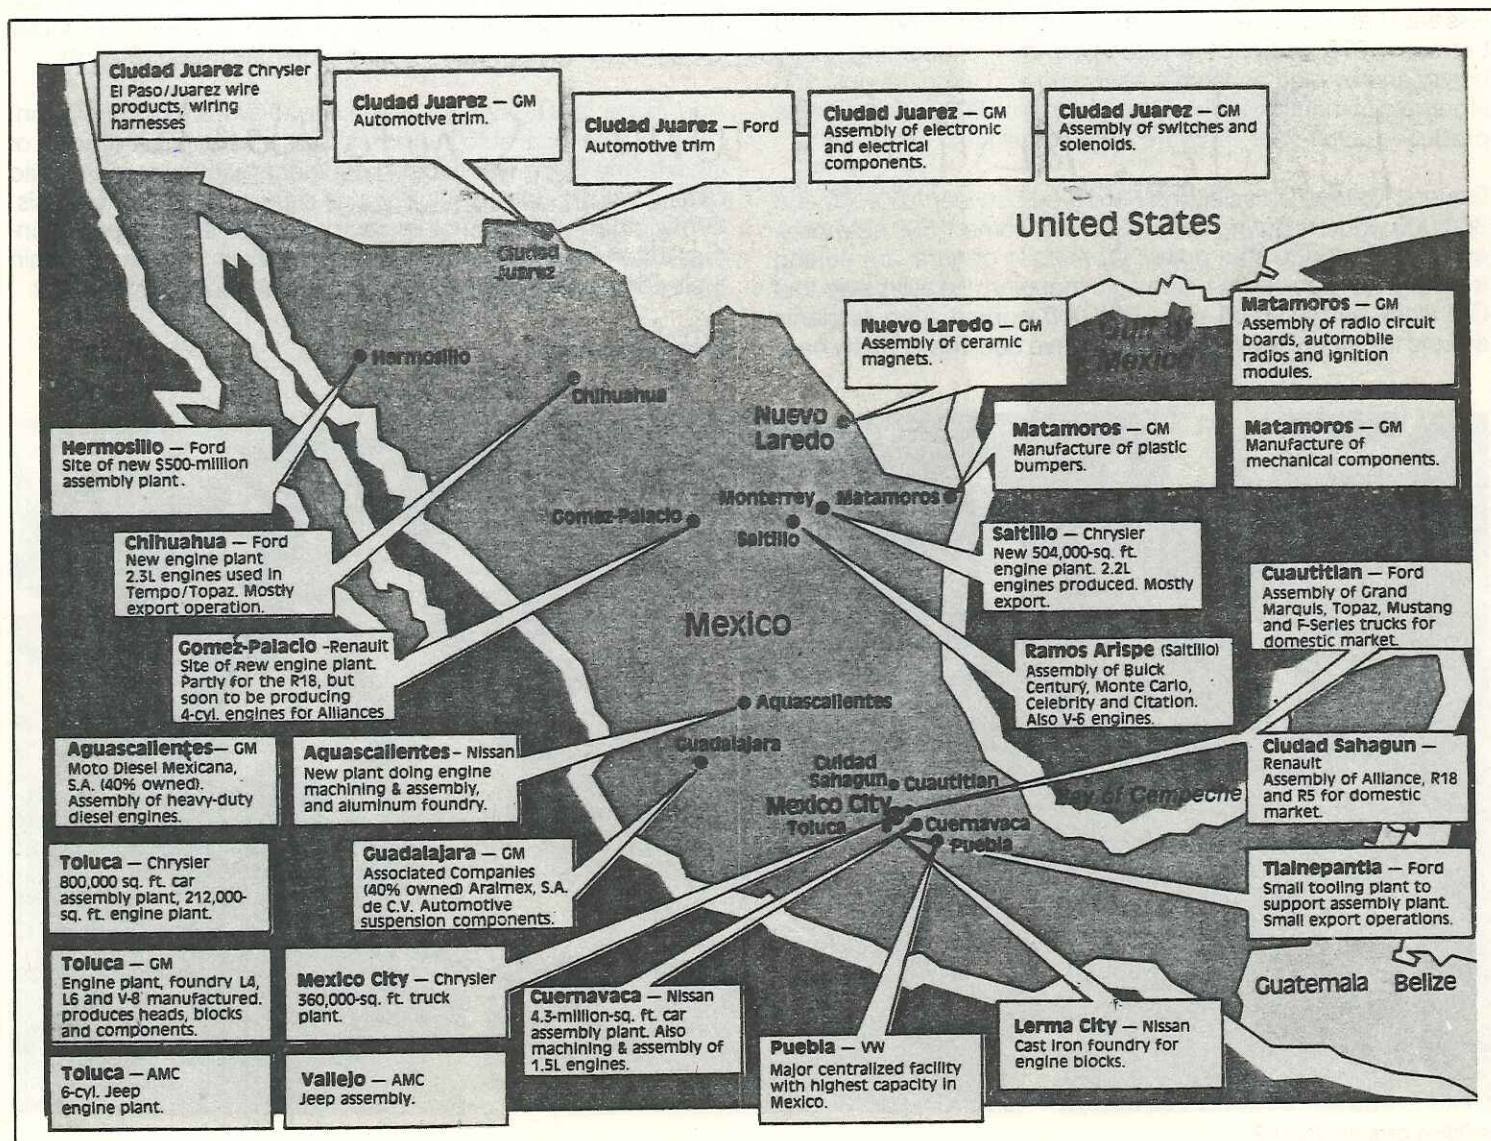 Ciudad Juarez Chrysler
El Paso/Juarez wire
products, wiring
harnesses
Ciudad Juarez — GM
Automotive trim.
Ciudad Juarez — Ford
Automotive trim
Ciudad Juarez — GM
Assembly of electronic
and electrical
components.
Ciudad Juarez — GM
Assembly of switches and
solenoids.
United States
Ciudad
Juarez
Nuevo Laredo — GM
Assembly of ceramic
magnets.
Gulf of
Mexico
Matamoros — GM
Assembly of radio circuit
boards, automobile
radios and ignition
modules.
Hermosillo
Chihuahua
Nuevo
Laredo
Matamoros — GM
Manufacture of plastic
bumpers.
Matamoros — GM
Manufacture of
mechanical components.
Hermosillo — Ford
Site of new $500-million
assembly plant.
Monterrey
Matamoros
Gomez-Palacio
Saltillo
Chihuahua — Ford
New engine plant
2.3L engines used in
Tempo/Topaz. Mostly
export operation.
Saltillo — Chrysler
New 504,000-sq. ft.
engine plant. 2.2L
engines produced. Mostly
export.
Cuautitlan — Ford
Assembly of Grand
Marquis, Topaz, Mustang
and F-Series trucks for
domestic market.
Mexico
Gomez-Palacio -Renault
Site of new engine plant.
Partly for the R18, but
soon to be producing
4-cyl. engines for Alliances
Ramos Arispe (Saltillo)
Assembly of Buick
Century, Monte Carlo,
Celebrity and Citation.
Also V-6 engines.
Aquascalientes
Guadalajara
Aguascalientes — GM
Moto Diesel Mexicana,
S.A. (40% owned).
Assembly of heavy-duty
diesel engines.
Aquascalientes - Nissan
New plant doing engine
machining & assembly,
and aluminum foundry.
Cuidad
Sahagun
Cuautitlan
Mexico City
Toluca
Cuernavaca
Puebla
Bay of Campeche
Ciudad Sahagun —
Renault
Assembly of Alliance, R18
and R5 for domestic
market.
Toluca — Chrysler
800,000 sq. ft. car
assembly plant, 212,000-
sq. ft. engine plant.
Guadalajara — GM
Associated Companies
(40% owned) Aralmex, S.A.
de C.V. Automotive
suspension components.
Tlalnepantla — Ford
Small tooling plant to
support assembly plant.
Small export operations.
Toluca — GM
Engine plant, foundry L4,
L6 and V-8 manufactured.
produces heads, blocks
and components.
Mexico City — Chrysler
360,000-sq. ft. truck
plant.
Cuernavaca — Nissan
4.3-million-sq. ft. car
assembly plant. Also
machining & assembly of
1.5L engines.
Guatemala
Belize
Puebla — VW
Major centralized facility
with highest capacity in
Mexico.
Lerma City — Nissan
Cast iron foundry for
engine blocks.
Toluca — AMC
6-cyl. Jeep
engine plant.
Vallejo — AMC
Jeep assembly.